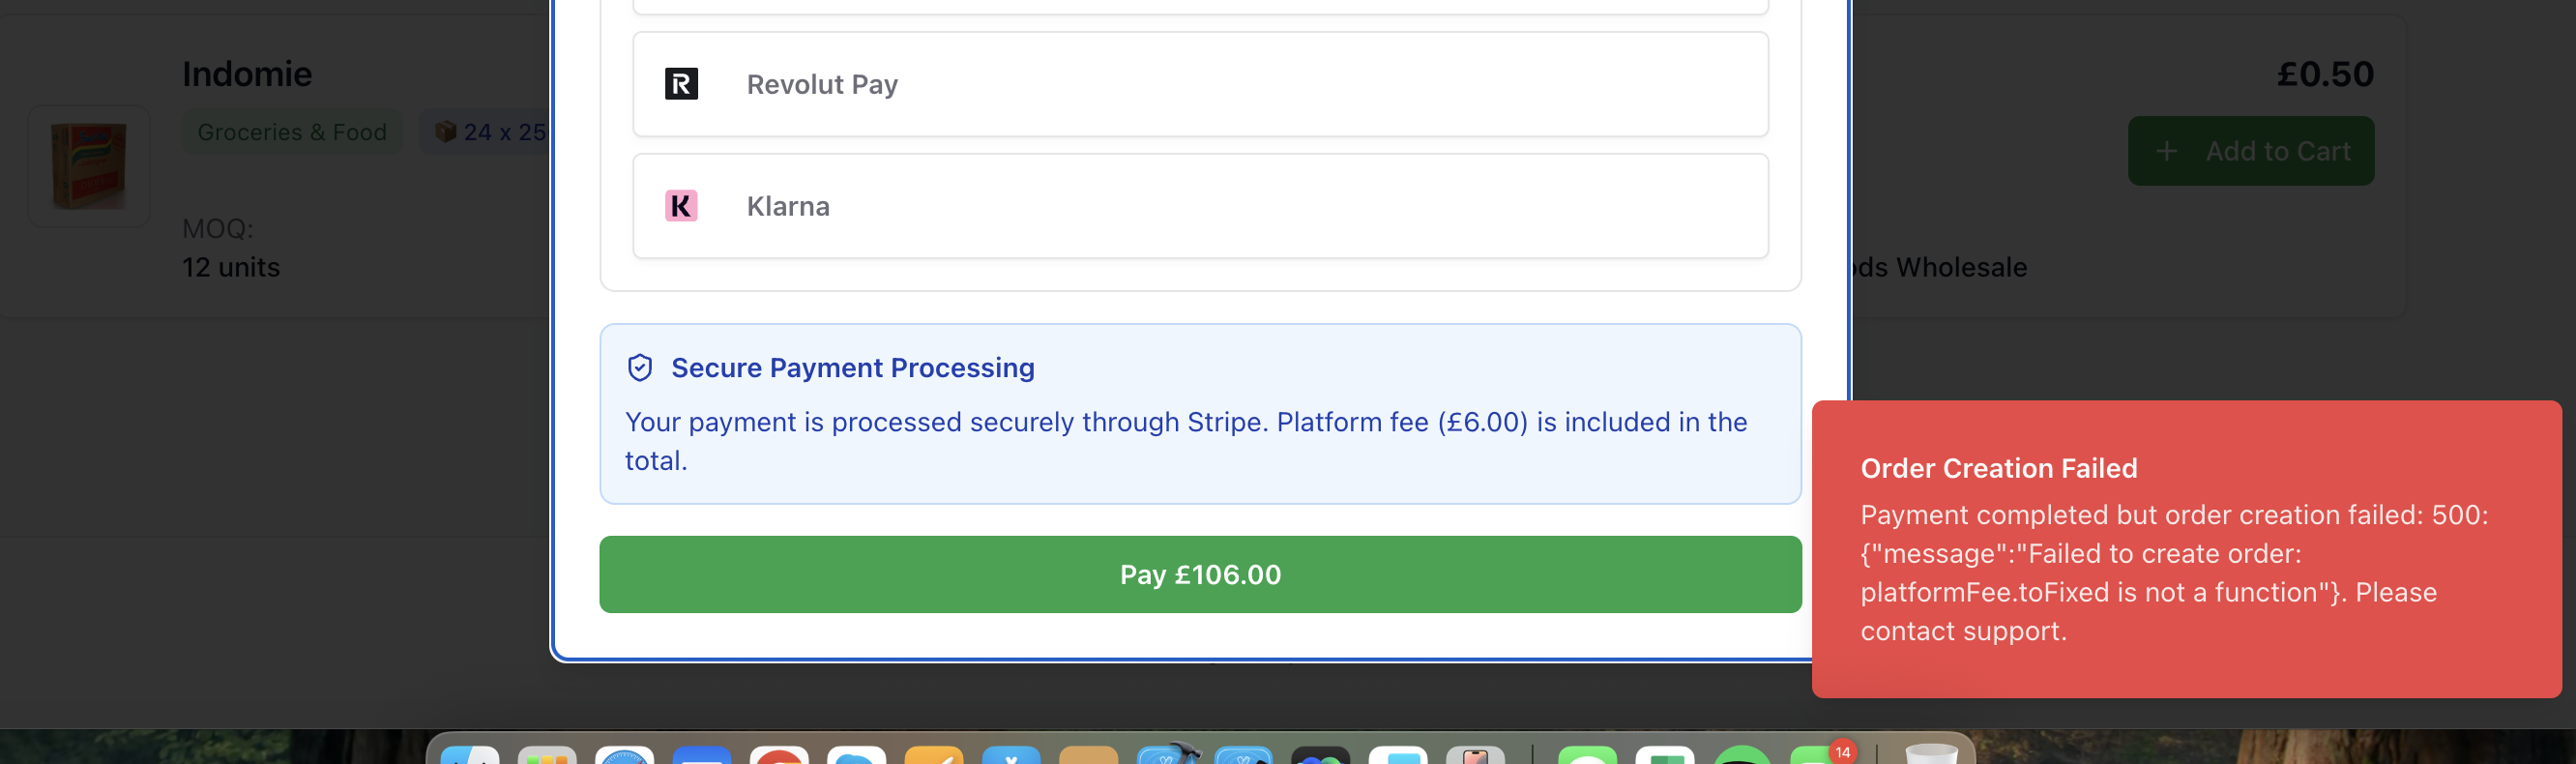 Indomie
Groceries & Food
24 x 25
MOQ:
12 units
R
Revolut Pay
K
Klarna
Secure Payment Processing
Your payment is processed securely through Stripe. Platform fee (£6.00) is included in the
total.
Pay £106.00
£0.50
+ Add to Cart
ds Wholesale
Order Creation Failed
Payment completed but order creation failed: 500:
{"message":"Failed to create order:
platformFee.toFixed is not a function"}. Please
contact support.
14